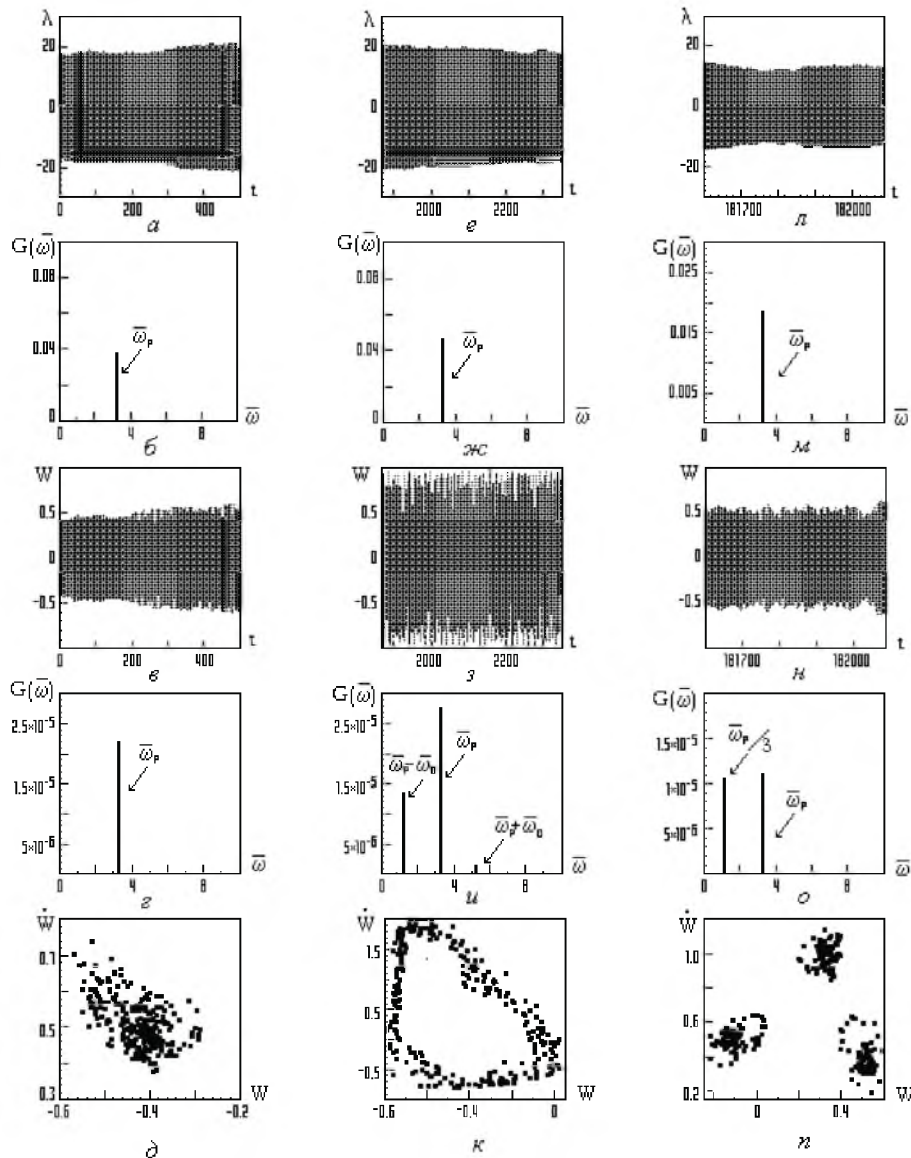 λ λ λ
20 20 20
0 0 0
-20 -20 -20
0 200 400 t 2000 2200 t 181700 182000 t
а е л
G(ω̅) G(ω̅) G(ω̅)
0.08 0.08 0.025
0.04 ω̅ₚ 0.04 ω̅ₚ 0.015 ω̅ₚ
0.005
0 0
0 4 8 ω̅ 0 4 8 ω̅ 0 4 8 ω̅
б ж м
W W W
0.5 0.5 0.5
0 0 0
-0.5 -0.5 -0.5
0 200 400 t 2000 2200 t 181700 182000 t
в з н
G(ω̅) G(ω̅) G(ω̅)
2.5×10⁻⁵ ω̅ₚ 2.5×10⁻⁵ ω̅ₚ-ω̅₀ ω̅ₚ 1.5×10⁻⁵ ω̅ₚ/3
1.5×10⁻⁵ 1.5×10⁻⁵ ω̅ₚ+ω̅₀ 1×10⁻⁵ ω̅ₚ
5×10⁻⁶ 5×10⁻⁶ 5×10⁻⁶
0 4 8 ω̅ 0 4 8 ω̅ 0 4 8 ω̅
г и о
Ẇ Ẇ Ẇ
0.1 1.5 1.0
0.5 0.5 0.6
0.3 -0.5 0.2
-0.6 -0.4 -0.2 W -0.6 -0.4 0 W 0 0.4 W
д к п